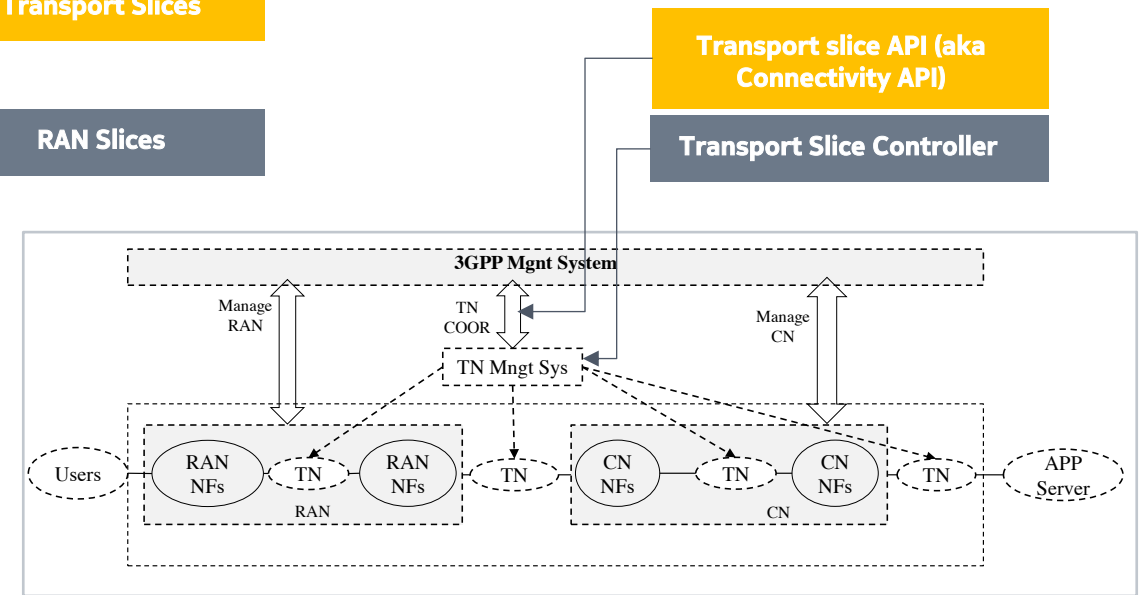 Transport Slices
Transport slice API (aka
Connectivity API)
RAN Slices
Transport Slice Controller
3GPP Mgnt System
Manage
RAN
TN
COOR
Manage
CN
TN Mngt Sys
Users
RAN
NFs
TN
RAN
NFs
TN
CN
NFs
TN
CN
NFs
TN
APP
Server
RAN
CN